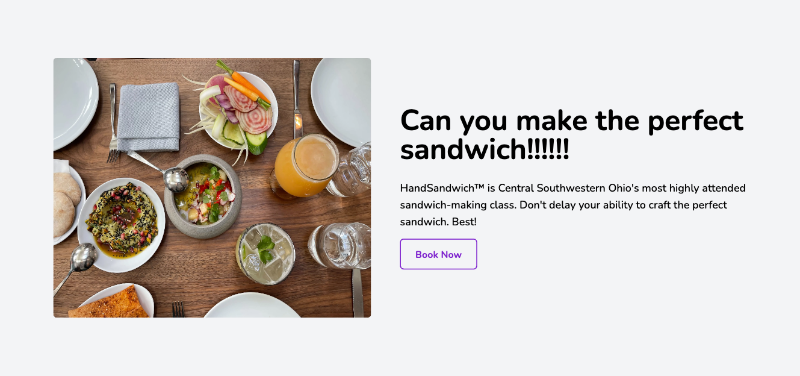 Can you make the perfect
sandwich!!!!!!
HandSandwich™ is Central Southwestern Ohio's most highly attended
sandwich-making class. Don't delay your ability to craft the perfect
sandwich. Best!
Book Now